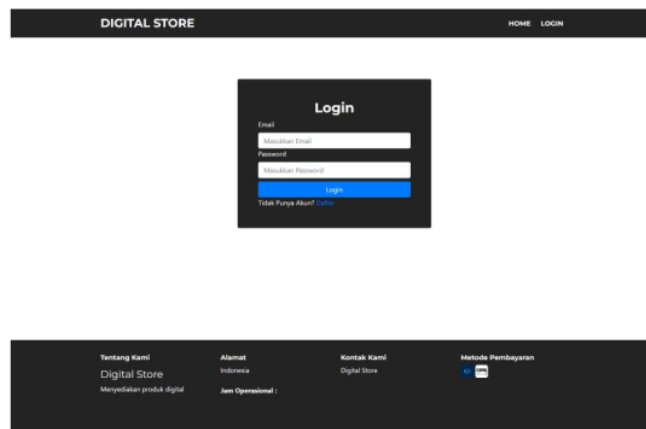 DIGITAL STORE
HOME LOGIN
Login
Email
Masukkan Email
Password
Masukkan Password
Login
Tidak Punya Akun? Daftar
Tentang Kami
Digital Store
Menyediakan produk digital
Alamat
Indonesia
Jam Operasional :
Kontak Kami
Digital Store
Metode Pembayaran